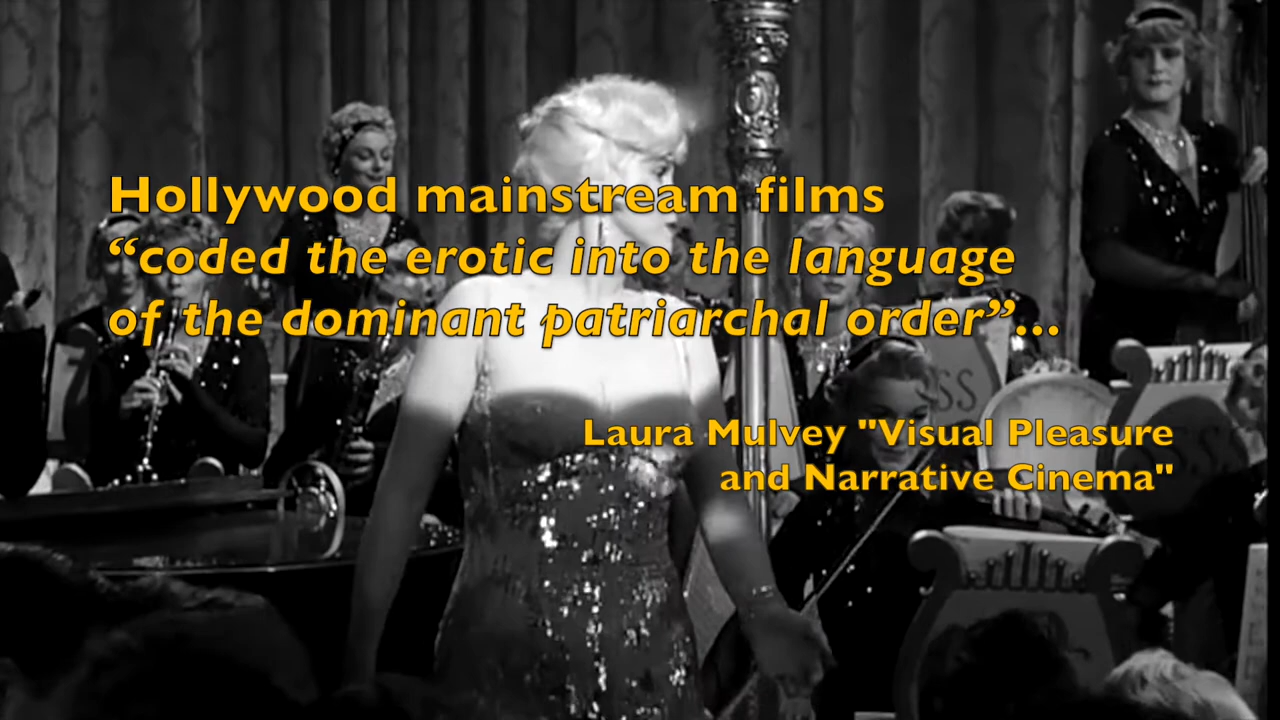 Hollywood mainstream films
“coded the erotic into the language
of the dominant patriarchal order”...
Laura Mulvey "Visual Pleasure
and Narrative Cinema"
SS